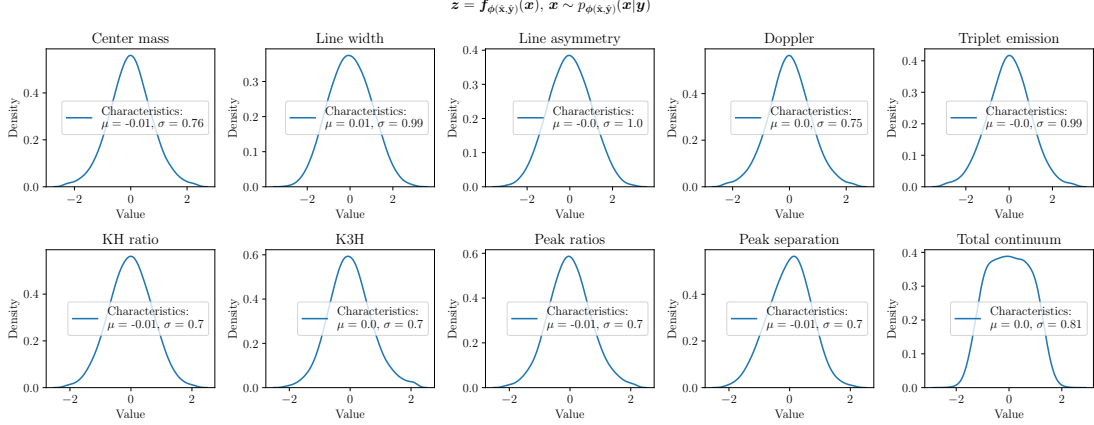 z = f_ϕ(x̂,ŷ)(x), x ∼ p_ϕ(x̂,ŷ)(x|y)
Center mass
Density
0.4
0.2
0.0
Characteristics:
μ = -0.01, σ = 0.76
−2 0 2
Value
Line width
Density
0.3
0.2
0.1
0.0
Characteristics:
μ = 0.01, σ = 0.99
−2 0 2
Value
Line asymmetry
Density
0.4
0.3
0.2
0.1
0.0
Characteristics:
μ = -0.0, σ = 1.0
−2 0 2
Value
Doppler
Density
0.4
0.2
0.0
Characteristics:
μ = 0.0, σ = 0.75
−2 0 2
Value
Triplet emission
Density
0.4
0.3
0.2
0.1
0.0
Characteristics:
μ = -0.0, σ = 0.99
−2 0 2
Value
KH ratio
Density
0.4
0.2
0.0
Characteristics:
μ = -0.01, σ = 0.7
−2 0 2
Value
K3H
Density
0.6
0.4
0.2
0.0
Characteristics:
μ = 0.0, σ = 0.7
−2 0 2
Value
Peak ratios
Density
0.6
0.4
0.2
0.0
Characteristics:
μ = -0.01, σ = 0.7
−2 0 2
Value
Peak separation
Density
0.4
0.2
0.0
Characteristics:
μ = -0.01, σ = 0.7
−2 0 2
Value
Total continuum
Density
0.4
0.3
0.2
0.1
0.0
Characteristics:
μ = 0.0, σ = 0.81
−2 0 2
Value